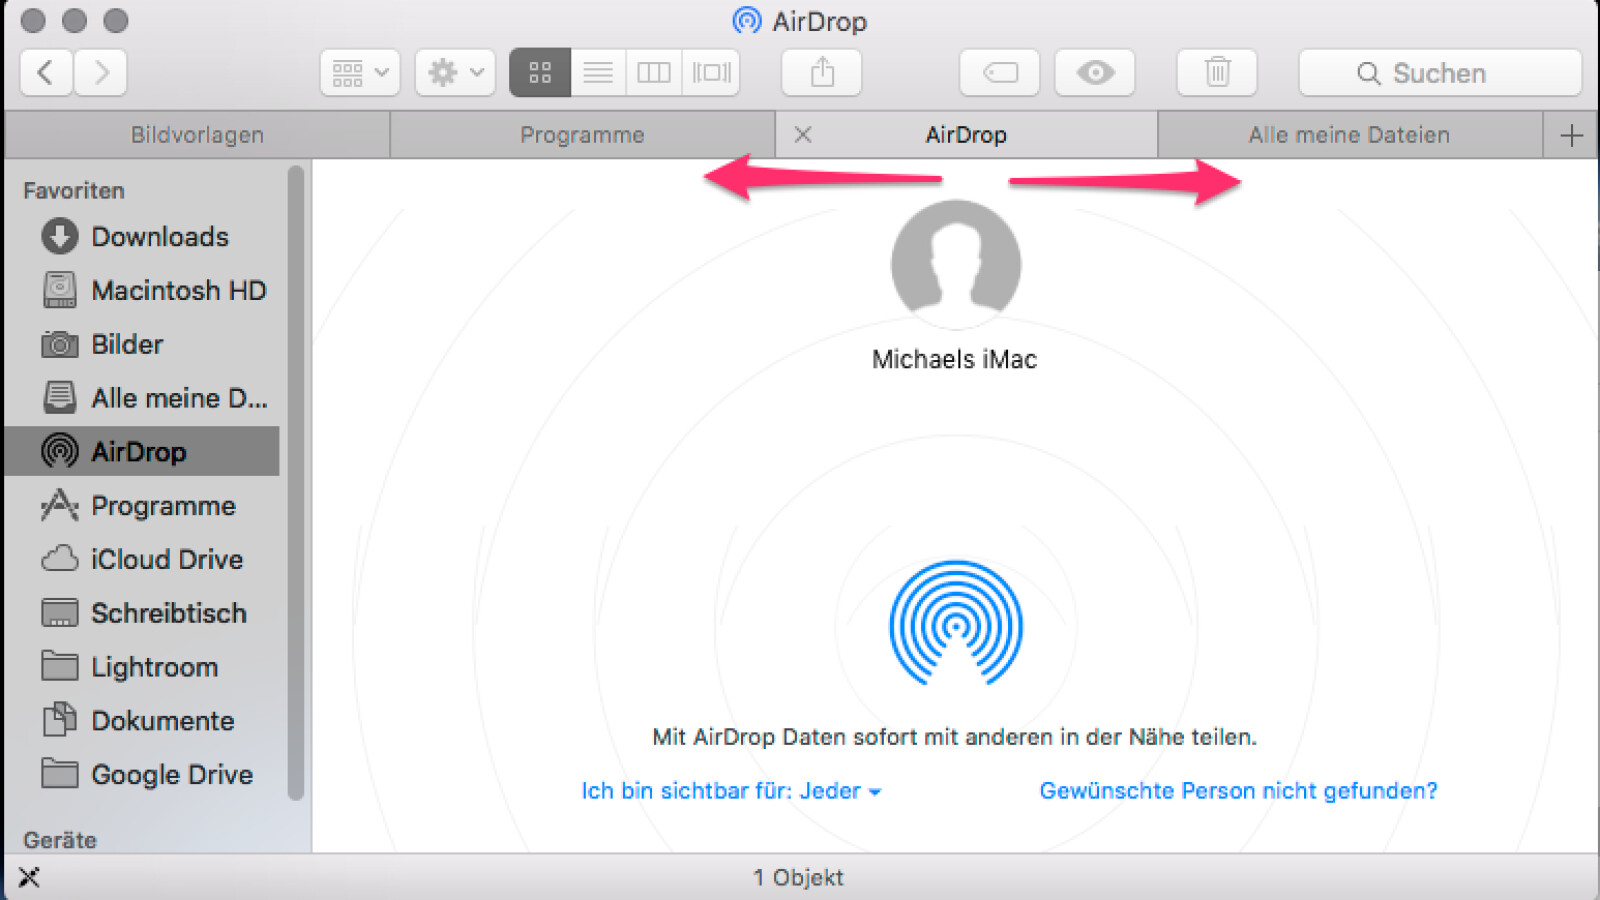 AirDrop
Suchen
Bildvorlagen
Programme
AirDrop
Alle meine Dateien
Favoriten
Downloads
Macintosh HD
Bilder
Alle meine D...
AirDrop
Programme
iCloud Drive
Schreibtisch
Lightroom
Dokumente
Google Drive
Geräte
Michaels iMac
Mit AirDrop Daten sofort mit anderen in der Nähe teilen.
Ich bin sichtbar für: Jeder
Gewünschte Person nicht gefunden?
1 Objekt